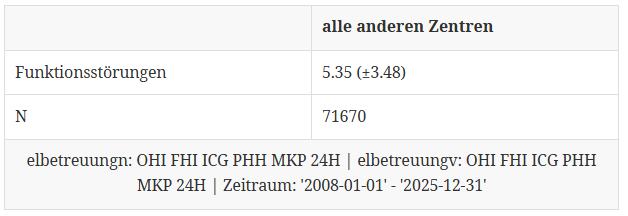 alle anderen Zentren
Funktionsstörungen 5.35 (±3.48)
N 71670
elbetreuungn: OHI FHI ICG PHH MKP 24H | elbetreuungv: OHI FHI ICG PHH
MKP 24H | Zeitraum: '2008-01-01' - '2025-12-31'